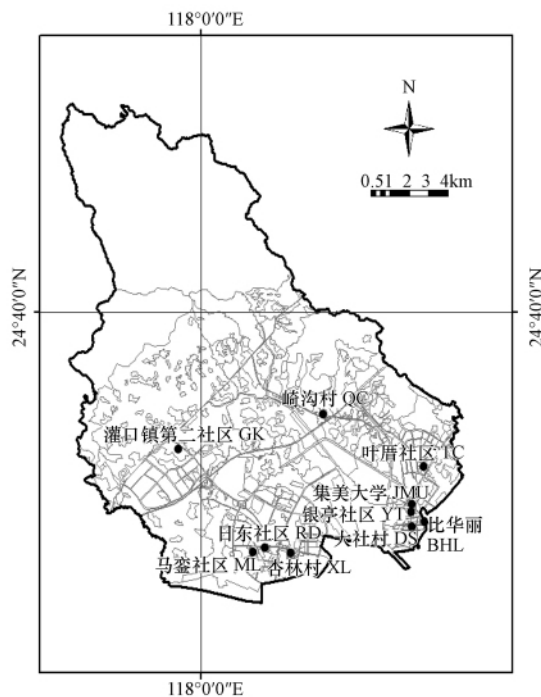 118°0′0″E
N
0.51 2 3 4km
24°40′0″N
24°40′0″N
崎沟村 QC
灌口镇第二社区 GK
叶厝社区 TC
集美大学 JMU
银亭社区 YT
比华丽
大社村 DS
BHL
日东社区 RD
马銮社区 ML
杏林村 XL
118°0′0″E